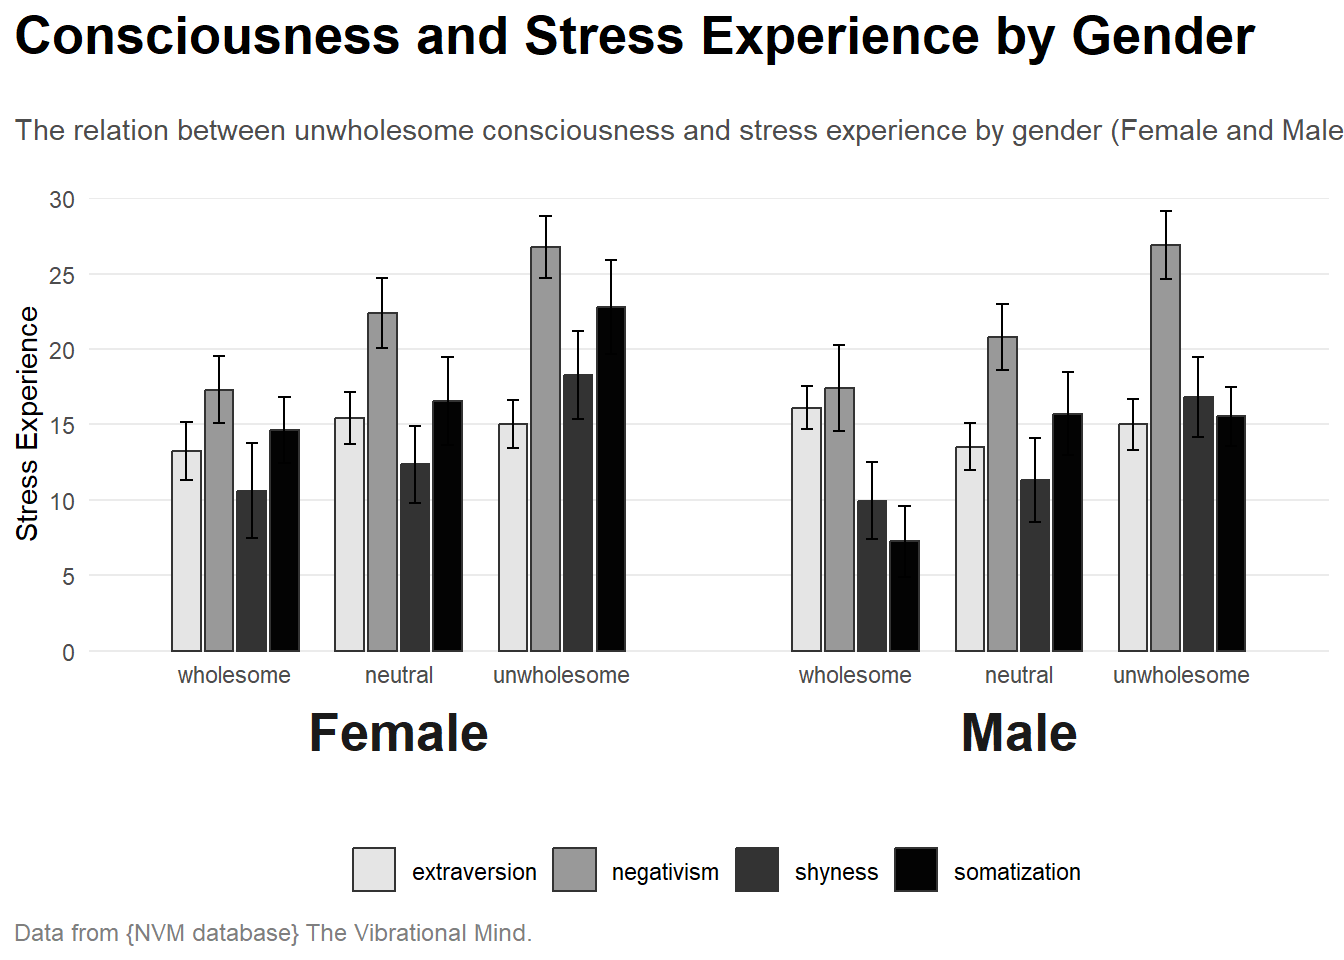 Consciousness and Stress Experience by Gender
The relation between unwholesome consciousness and stress experience by gender (Female and Male
Stress Experience
30
25
20
15
10
5
0
wholesome neutral unwholesome wholesome neutral unwholesome
Female Male
extraversion negativism shyness somatization
Data from {NVM database} The Vibrational Mind.